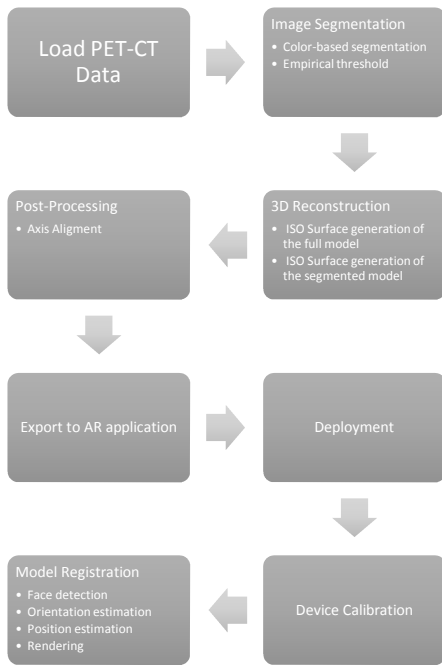 Load PET-CT
Data
Image Segmentation
• Color-based segmentation
• Empirical threshold
3D Reconstruction
• ISO Surface generation of
the full model
• ISO Surface generation of
the segmented model
Post-Processing
• Axis Aligment
Export to AR application
Deployment
Device Calibration
Model Registration
• Face detection
• Orientation estimation
• Position estimation
• Rendering